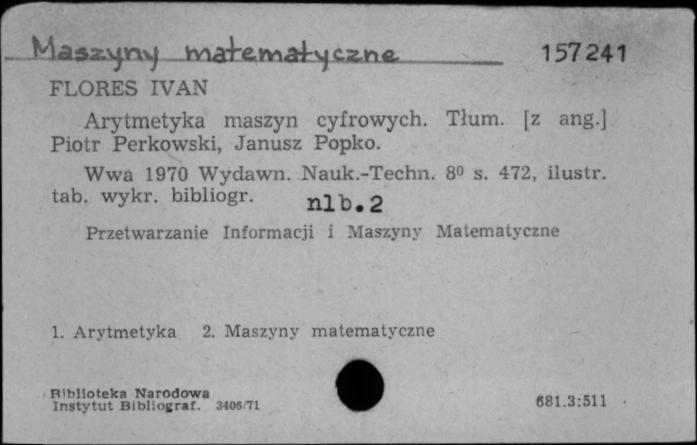 Maszyny matematyczne 157241
FLORES IVAN
Arytmetyka maszyn cyfrowych. Tłum. [z ang.]
Piotr Perkowski, Janusz Popko.
Wwa 1970 Wydawn. Nauk.-Techn. 8⁰ s. 472, ilustr.
tab. wykr. bibliogr. nlb.2
Przetwarzanie Informacji i Maszyny Matematyczne
1. Arytmetyka 2. Maszyny matematyczne
Biblioteka Narodowa
Instytut Bibliograf. 3406/71 681.3:511